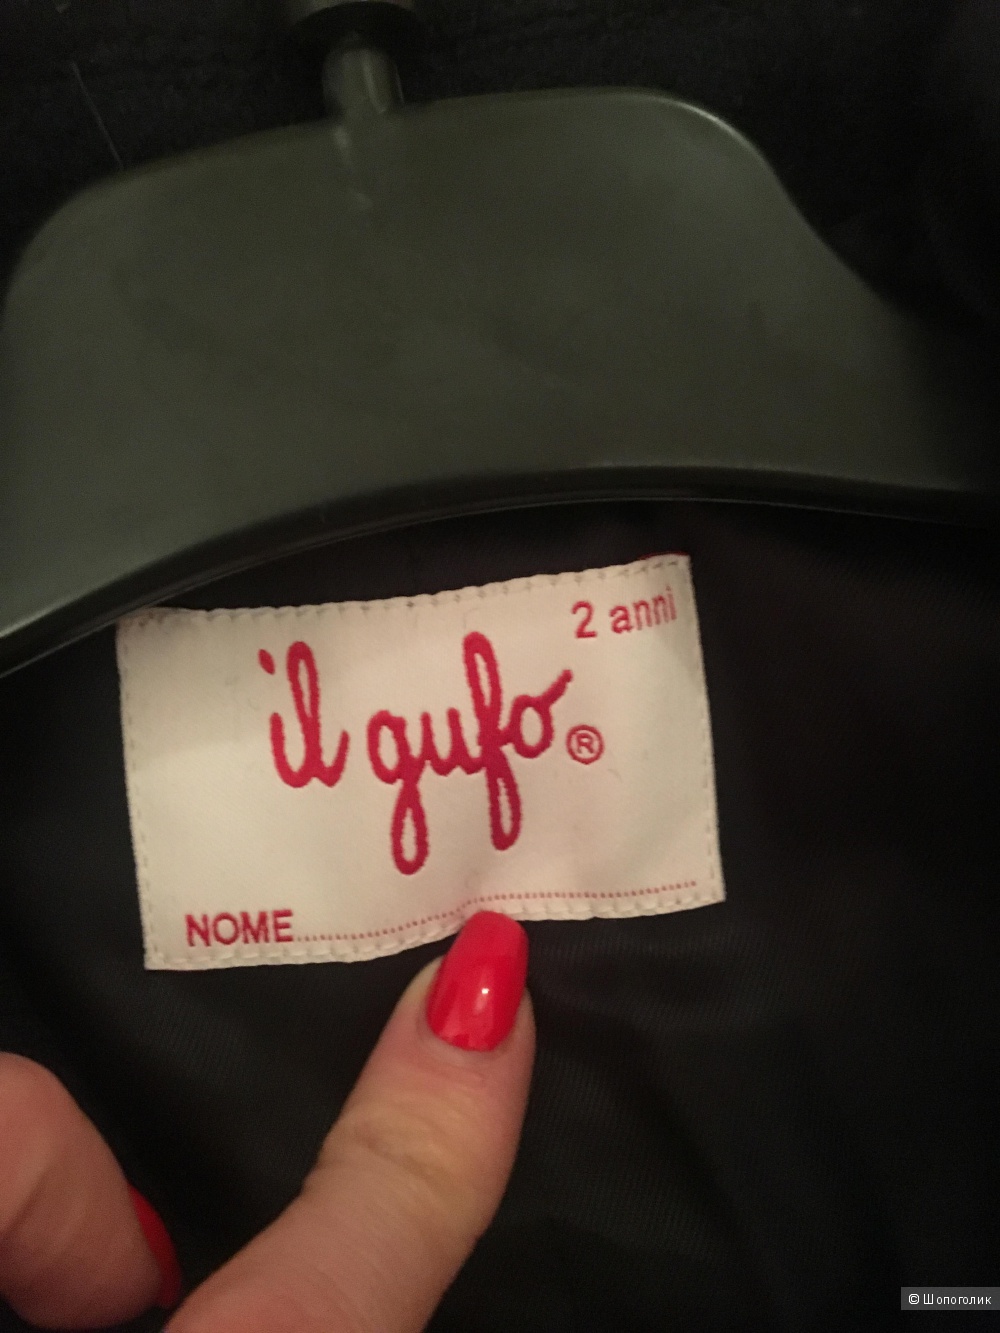 2 anni
il gufo®
NOME........................................
© Шопоголик